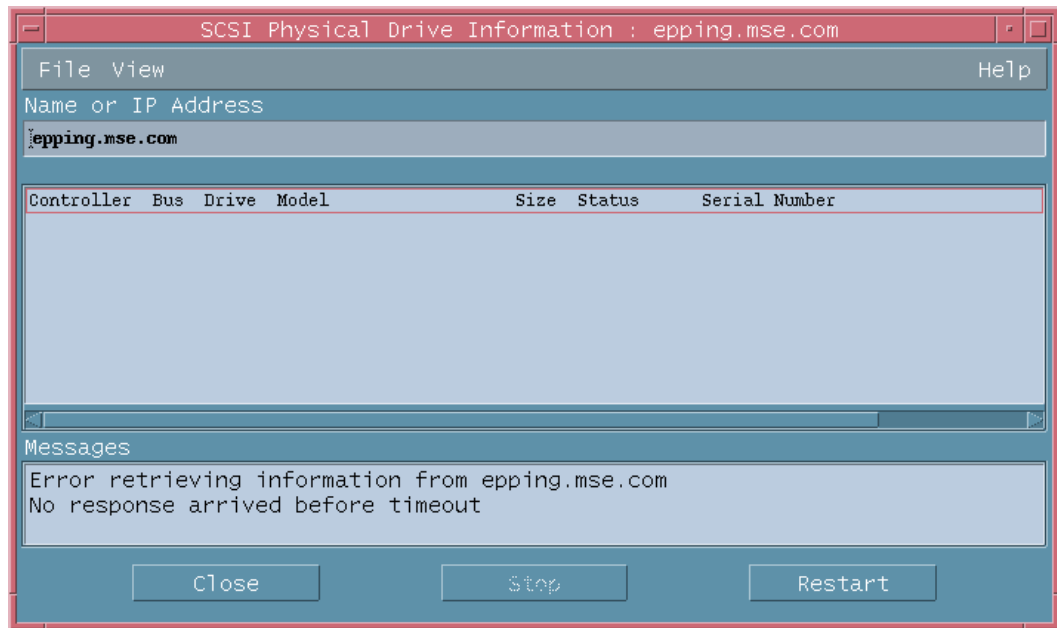 SCSI Physical Drive Information : epping.mse.com
File View Help
Name or IP Address
epping.mse.com
Controller Bus Drive Model Size Status Serial Number
Messages
Error retrieving information from epping.mse.com
No response arrived before timeout
Close Stop Restart